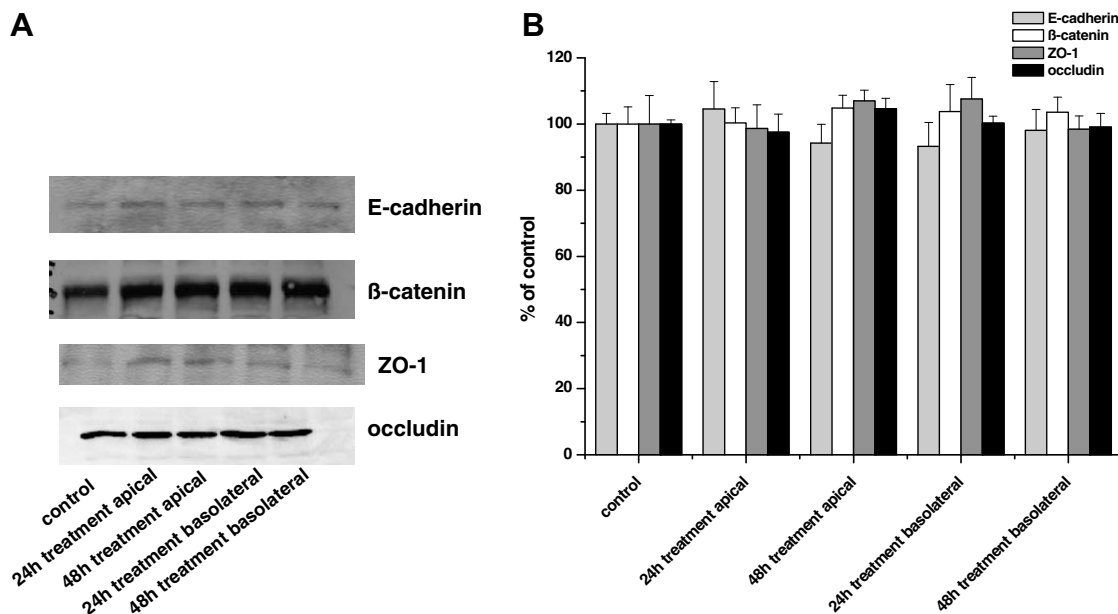 A
E-cadherin
ß-catenin
ZO-1
occludin
control
24h treatment apical
48h treatment apical
24h treatment basolateral
48h treatment basolateral
B
E-cadherin
ß-catenin
ZO-1
occludin
% of control
120
100
80
60
40
20
0
control
24h treatment apical
48h treatment apical
24h treatment basolateral
48h treatment basolateral